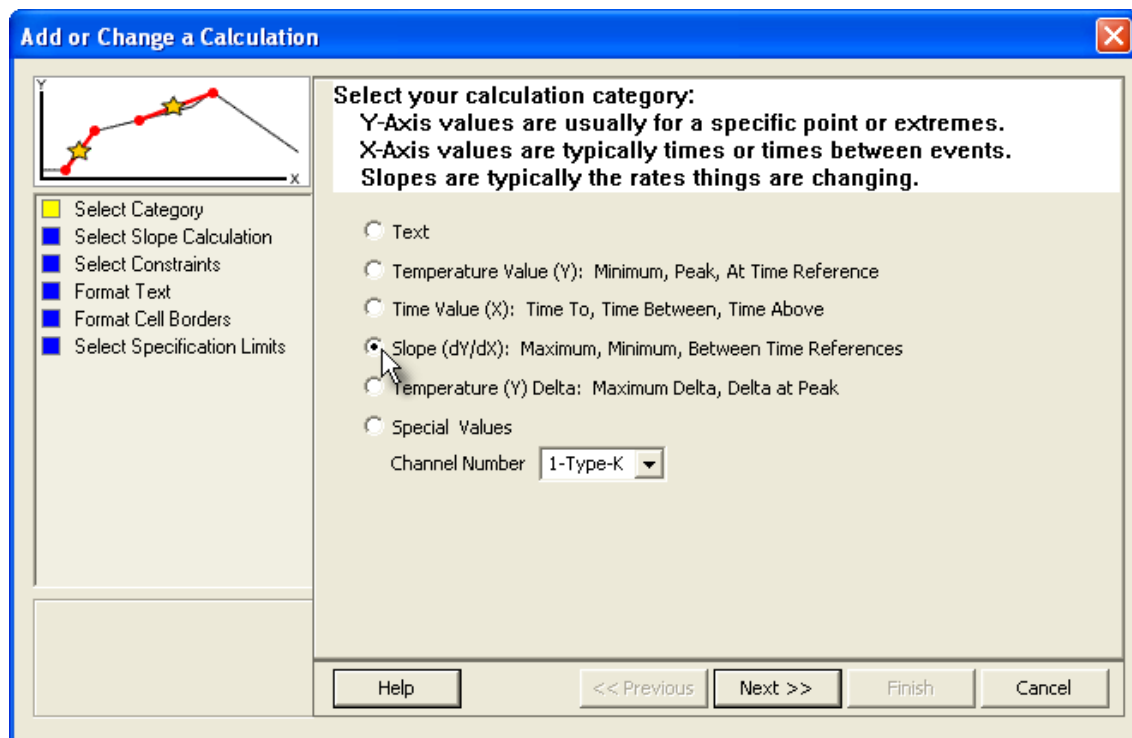 Add or Change a Calculation
Y
X
Select Category
Select Slope Calculation
Select Constraints
Format Text
Format Cell Borders
Select Specification Limits
Select your calculation category:
Y-Axis values are usually for a specific point or extremes.
X-Axis values are typically times or times between events.
Slopes are typically the rates things are changing.
Text
Temperature Value (Y): Minimum, Peak, At Time Reference
Time Value (X): Time To, Time Between, Time Above
Slope (dY/dX): Maximum, Minimum, Between Time References
Temperature (Y) Delta: Maximum Delta, Delta at Peak
Special Values
Channel Number 1-Type-K
Help << Previous Next >> Finish Cancel